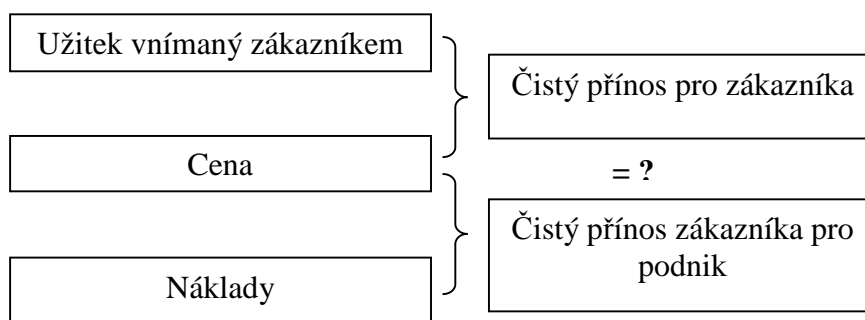 Užitek vnímaný zákazníkem
Čistý přínos pro zákazníka
Cena
= ?
Čistý přínos zákazníka pro
podnik
Náklady